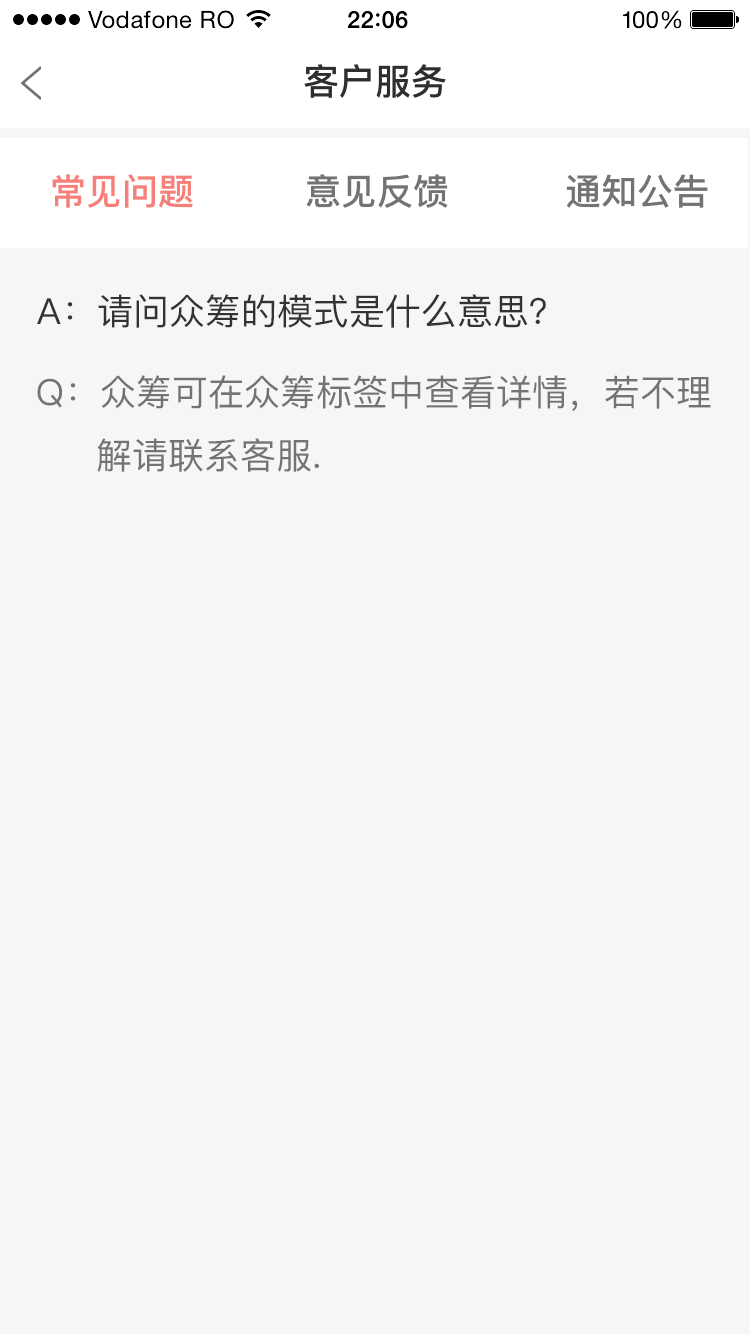 Vodafone RO 22:06 100%
客户服务
常见问题 意见反馈 通知公告
A：请问众筹的模式是什么意思？
Q：众筹可在众筹标签中查看详情，若不理
解请联系客服.